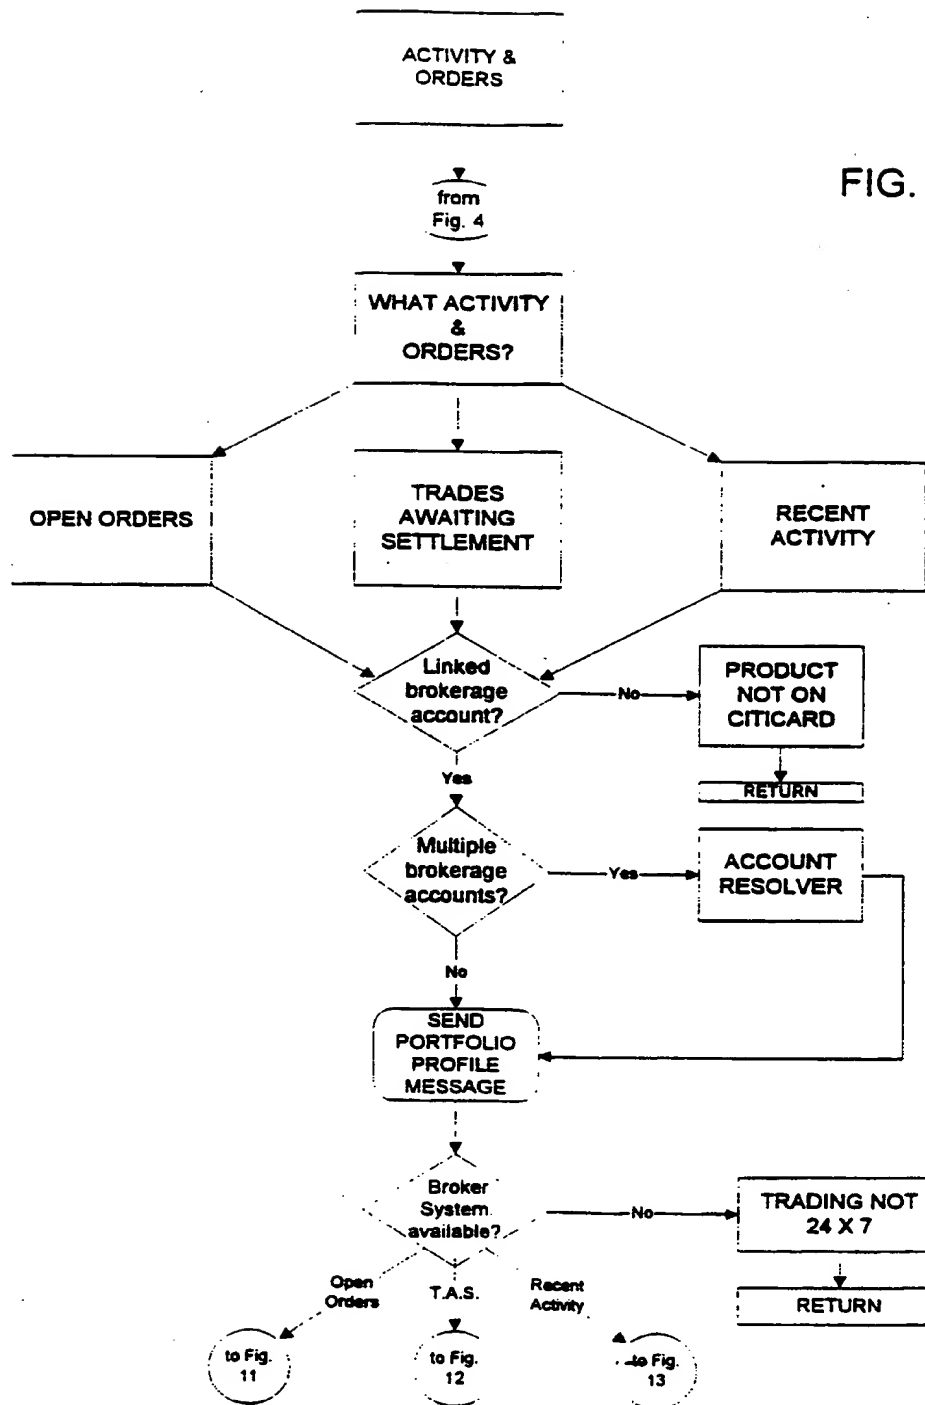 ACTIVITY &
ORDERS
FIG.
from
Fig. 4
WHAT ACTIVITY
&
ORDERS?
OPEN ORDERS
TRADES
AWAITING
SETTLEMENT
RECENT
ACTIVITY
Linked
brokerage
account?
No
PRODUCT
NOT ON
CITICARD
Yes
RETURN
Multiple
brokerage
accounts?
Yes
ACCOUNT
RESOLVER
No
SEND
PORTFOLIO
PROFILE
MESSAGE
Broker
System
available?
No
TRADING NOT
24 X 7
Open
Orders
T.A.S.
Recent
Activity
RETURN
to Fig.
11
to Fig.
12
to Fig.
13